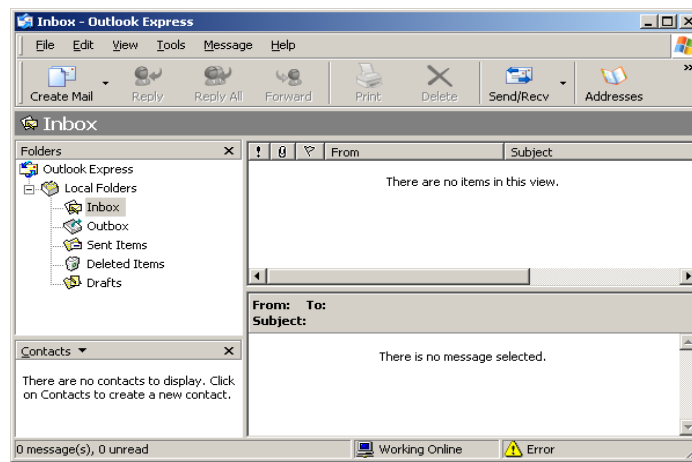 Inbox - Outlook Express
File Edit View Tools Message Help
Create Mail Reply Reply All Forward Print Delete Send/Recv Addresses
Inbox
Folders
! From Subject
Outlook Express
Local Folders
Inbox
Outbox
Sent Items
Deleted Items
Drafts
There are no items in this view.
From: To:
Subject:
There is no message selected.
Contacts
There are no contacts to display. Click
on Contacts to create a new contact.
0 message(s), 0 unread Working Online Error